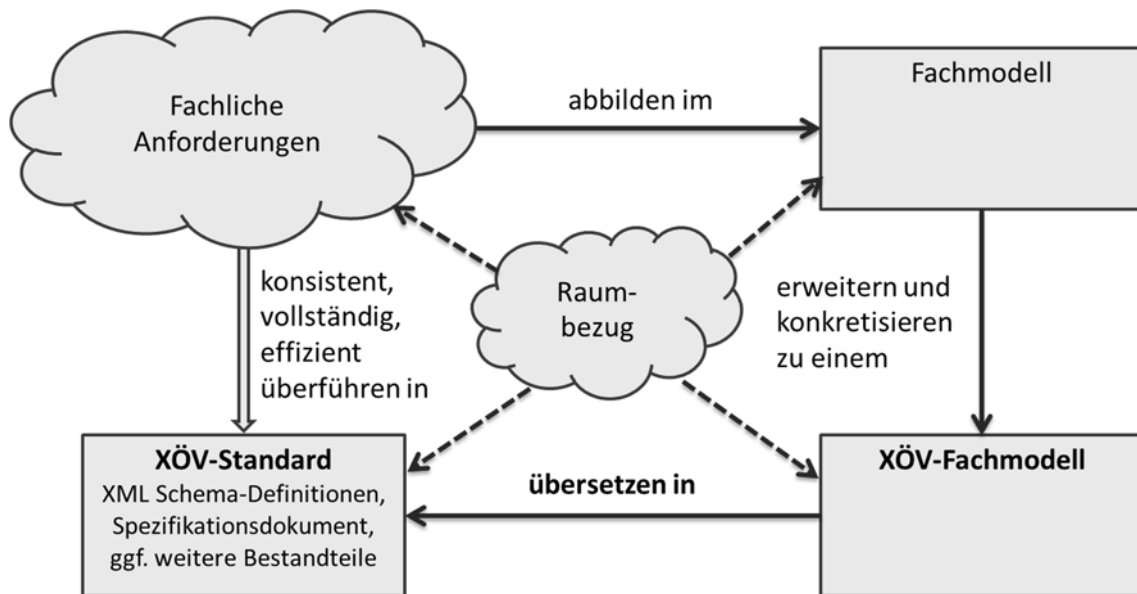 Fachliche
Anforderungen
abbilden im
Fachmodell
konsistent,
vollständig,
effizient
überführen in
Raum-
bezug
erweitern und
konkretisieren
zu einem
XÖV-Standard
XML Schema-Definitionen,
Spezifikationsdokument,
ggf. weitere Bestandteile
übersetzen in
XÖV-Fachmodell